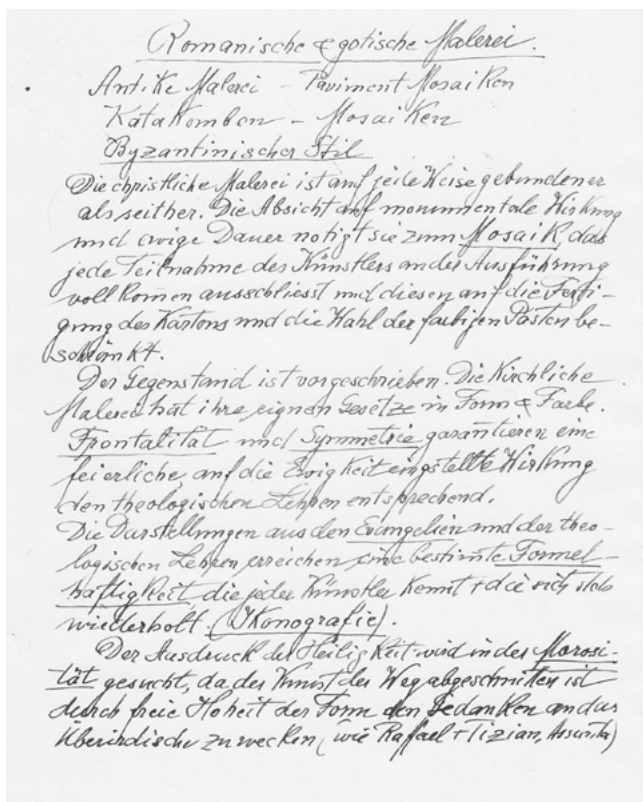 Romanische & gotische Malerei.
Antike Malerei - Paviment Mosaiken
Katakomben - Mosaiken
Byzantinischer Stil
Die christliche Malerei ist auf jede Weise gebundener
als seither. Die Absicht auf monumentale Wirkung
und ewige Dauer notigt sie zum Mosaik, das
jede Teilnahme des Künstlers an der Ausführung
vollkomen ausschliesst und diesen auf die Ferti-
gung des Kartons und die Wahl der farbigen Pasten be-
schränkt.
Der Gegenstand ist vorgeschrieben. Die Kirchliche
Malerei hat ihre eignen Gesetze in Form & Farbe.
Frontalität und Symmetrie garantieren eine
feierliche, auf die Ewigkeit eingstellte Wirkung
den theologischen Lehren entsprechend.
Die Darstellungen aus den Evangelien und der theo-
logischen Lehren erreichen eine bestimte Formel-
haftigkeit, die jeder Künstler kennt + die sich stets
wiederholt. (Ikonografie).
Der Ausdruck der Heiligkeit wird in der Morosi-
tät gesucht, da der Kunst der Weg abgeschnitten ist
durch freie Hoheit der Form den Gedanken an das
Überirdische zu wecken (wie Raffael + Tizian, Assunta)